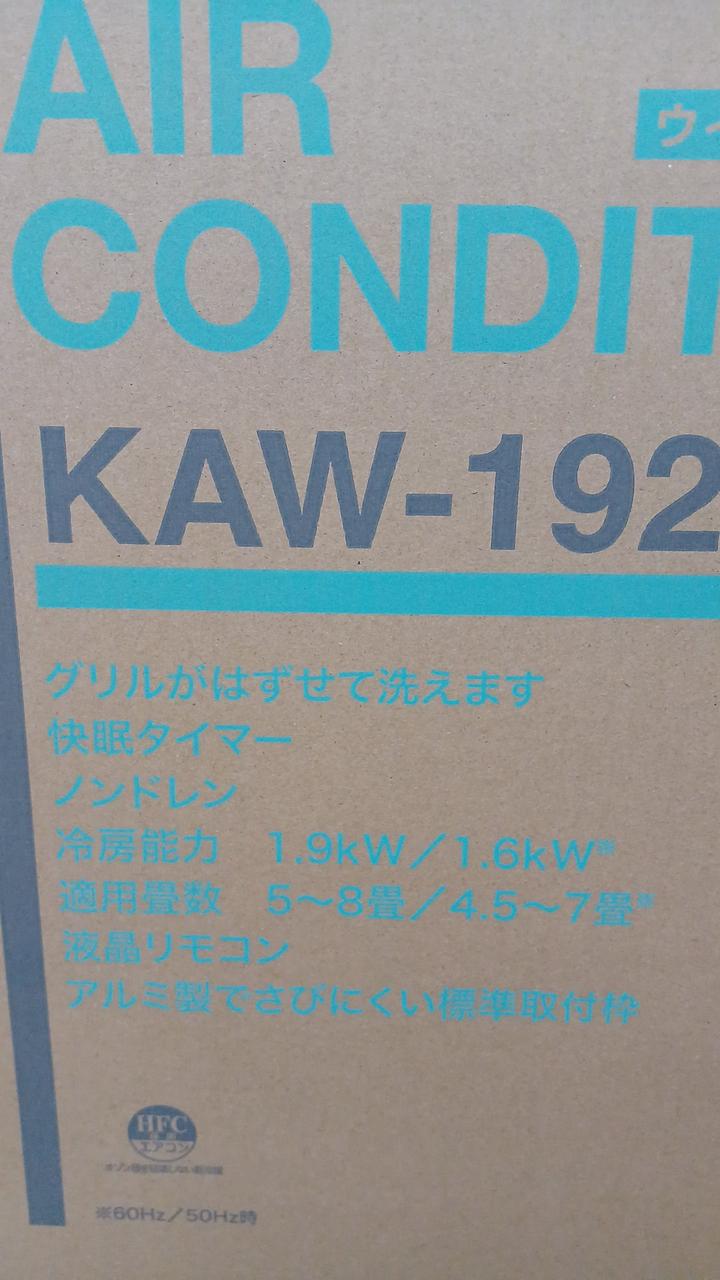 AIR
ウィ
CONDIT
KAW-192
グリルがはずせて洗えます
快眠タイマー
ノンドレン
冷房能力　1.9kW／1.6kW※
適用畳数　5〜8畳／4.5〜7畳※
液晶リモコン
アルミ製でさびにくい標準取付枠
HFC
エアコン
※60Hz／50Hz時